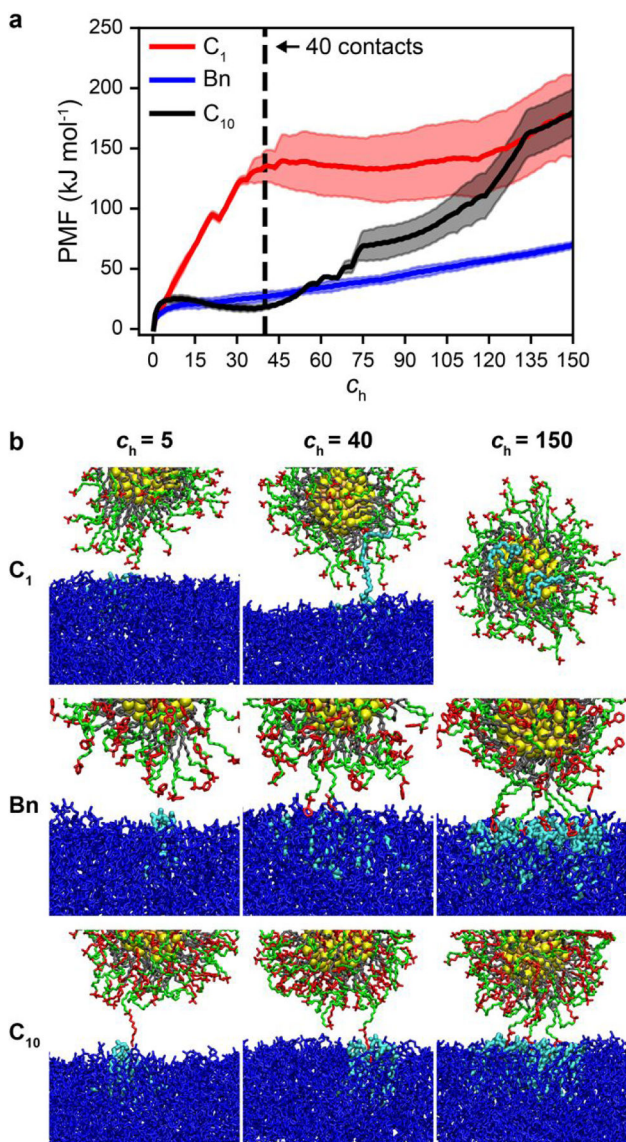 a
250
200
150
100
50
0
PMF (kJ mol⁻¹)
C₁
Bn
C₁₀
← 40 contacts
0 15 30 45 60 75 90 105 120 135 150
cₕ
b
cₕ = 5 cₕ = 40 cₕ = 150
C₁
Bn
C₁₀